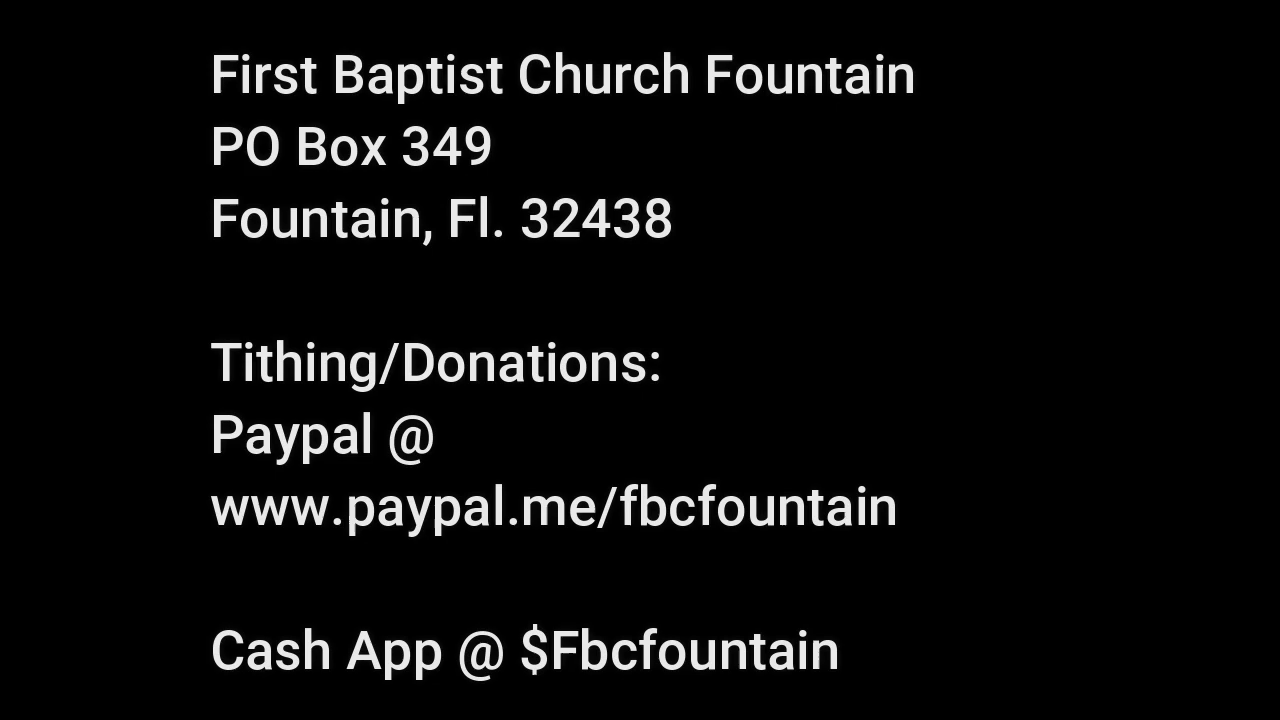 First Baptist Church Fountain
PO Box 349
Fountain, Fl. 32438
Tithing/Donations:
Paypal @
www.paypal.me/fbcfountain
Cash App @ $Fbcfountain